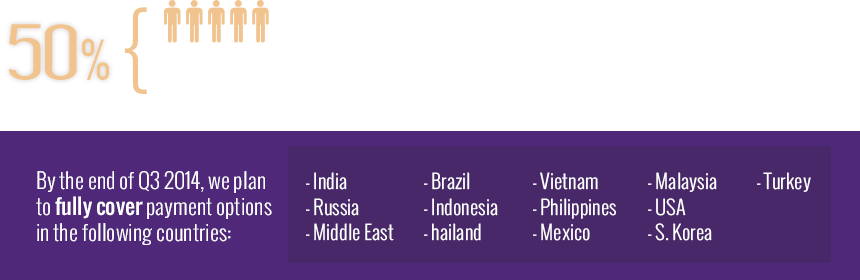 50%
By the end of Q3 2014, we plan
to fully cover payment options
in the following countries:
- India
- Russia
- Middle East
- Brazil
- Indonesia
- hailand
- Vietnam
- Philippines
- Mexico
- Malaysia
- USA
- S. Korea
- Turkey